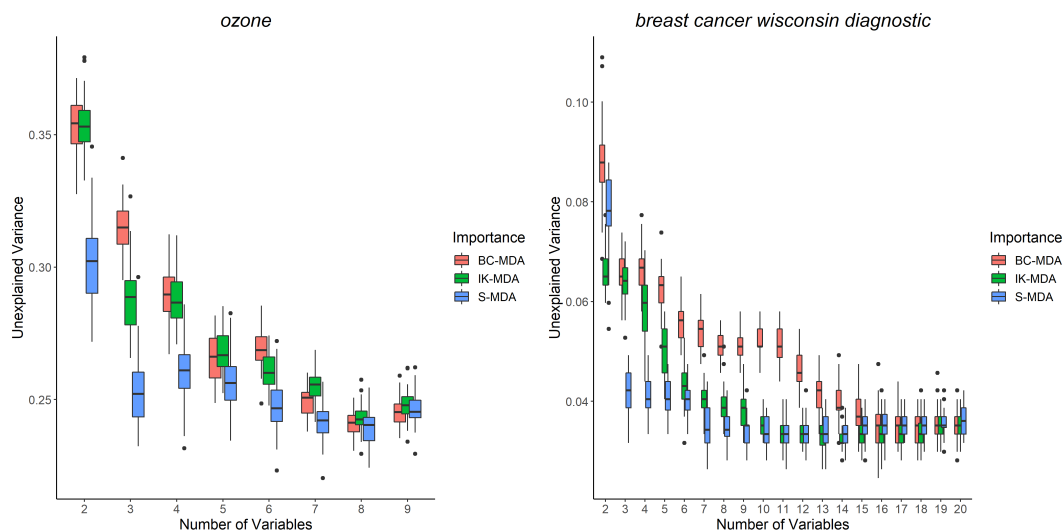 ozone
Unexplained Variance
0.35
0.30
0.25
2 3 4 5 6 7 8 9
Number of Variables
Importance
BC-MDA
IK-MDA
S-MDA
breast cancer wisconsin diagnostic
Unexplained Variance
0.10
0.08
0.06
0.04
2 3 4 5 6 7 8 9 10 11 12 13 14 15 16 17 18 19 20
Number of Variables
Importance
BC-MDA
IK-MDA
S-MDA